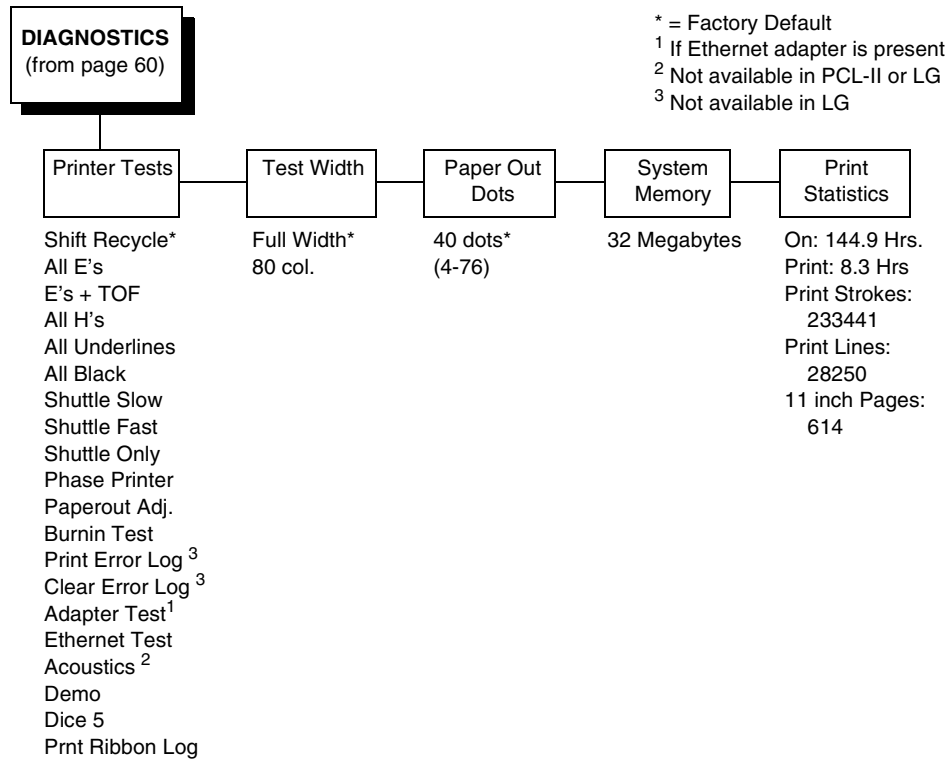 DIAGNOSTICS
(from page 60)
* = Factory Default
1 If Ethernet adapter is present
2 Not available in PCL-II or LG
3 Not available in LG
Printer Tests
Shift Recycle*
All E's
E's + TOF
All H's
All Underlines
All Black
Shuttle Slow
Shuttle Fast
Shuttle Only
Phase Printer
Paperout Adj.
Burnin Test
Print Error Log 3
Clear Error Log 3
Adapter Test1
Ethernet Test
Acoustics 2
Demo
Dice 5
Prnt Ribbon Log
Test Width
Full Width*
80 col.
Paper Out
Dots
40 dots*
(4-76)
System
Memory
32 Megabytes
Print
Statistics
On: 144.9 Hrs.
Print: 8.3 Hrs
Print Strokes:
233441
Print Lines:
28250
11 inch Pages:
614